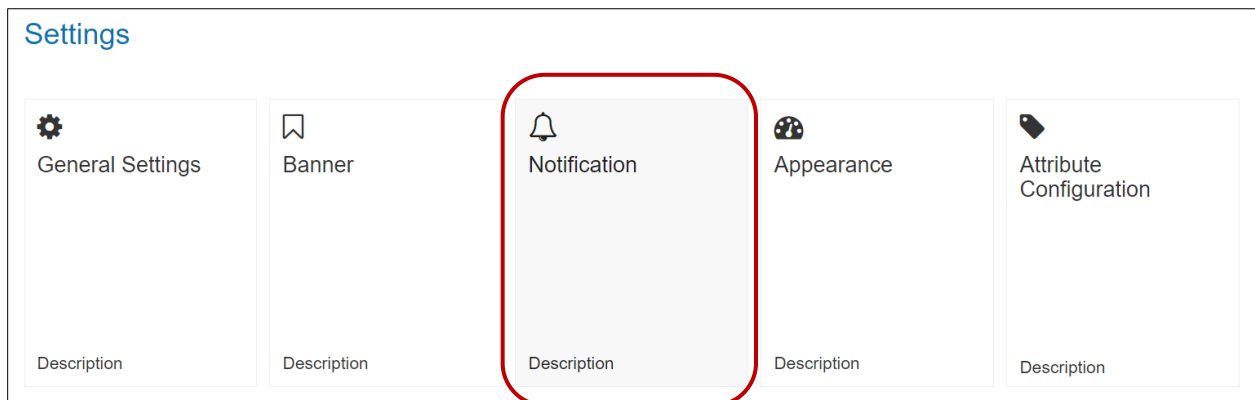 Settings
General Settings
Banner
Notification
Appearance
Attribute
Configuration
Description
Description
Description
Description
Description